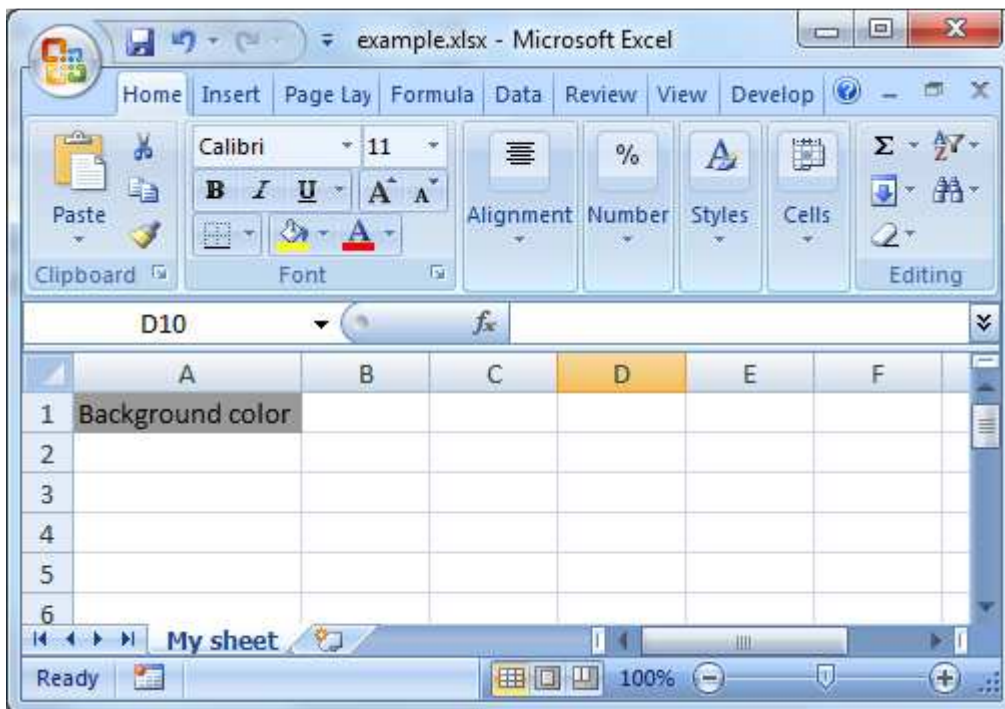 example.xlsx - Microsoft Excel
Home Insert Page Lay Formula Data Review View Develop
Calibri 11
B I U A A
Paste
A
Alignment Number Styles Cells
%
Σ
A
Z
Clipboard Font Editing
D10 fx
A B C D E F
1 Background color
2
3
4
5
6
My sheet
Ready 100%